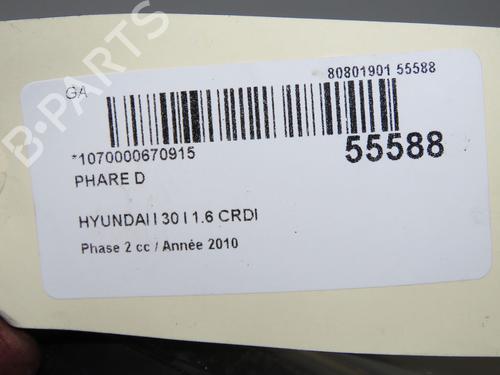 80801901 55588
GA
*1070000670915
55588
PHARE D
HYUNDAI I 30 I 1.6 CRDI
Phase 2 cc / Année 2010
B-PARTS